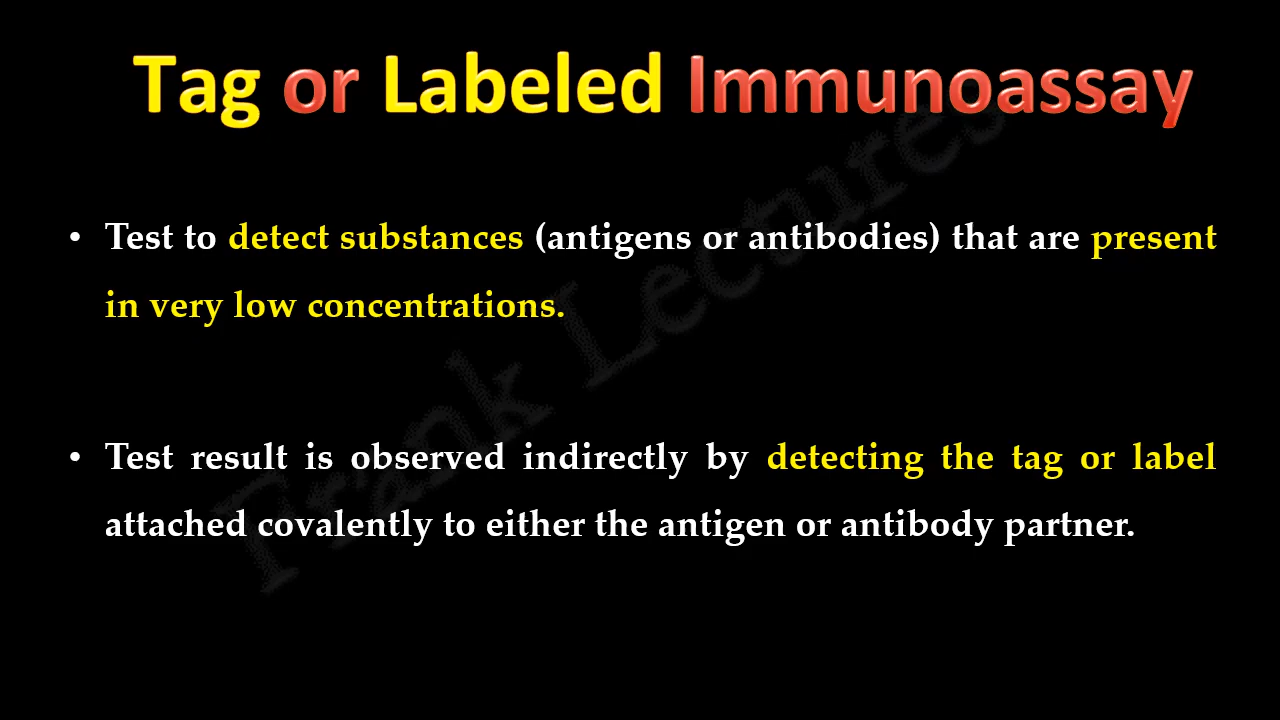 Tag or Labeled Immunoassay
• Test to detect substances (antigens or antibodies) that are present
in very low concentrations.
• Test result is observed indirectly by detecting the tag or label
attached covalently to either the antigen or antibody partner.
Frank Lectures